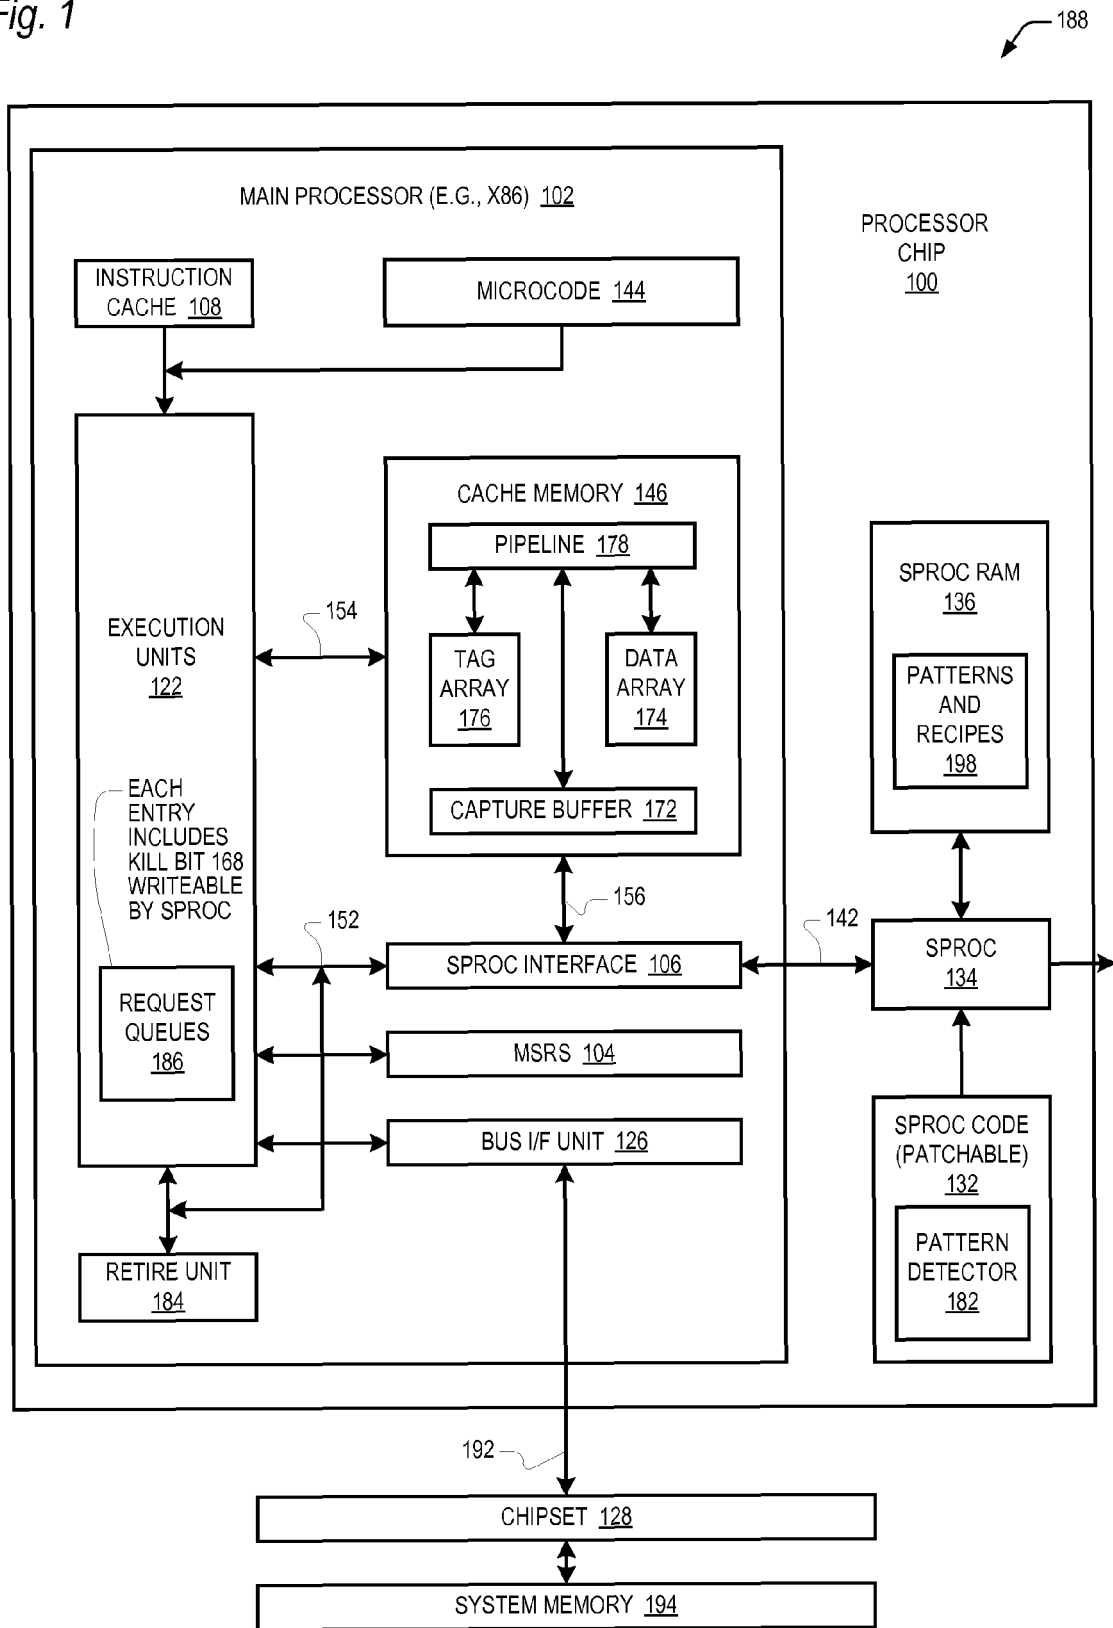 Fig. 1
188
MAIN PROCESSOR (E.G., X86) 102
PROCESSOR
CHIP
100
INSTRUCTION
CACHE 108
MICROCODE 144
CACHE MEMORY 146
PIPELINE 178
TAG
ARRAY
176
DATA
ARRAY
174
CAPTURE BUFFER 172
154
EXECUTION
UNITS
122
EACH
ENTRY
INCLUDES
KILL BIT 168
WRITEABLE
BY SPROC
REQUEST
QUEUES
186
152
156
142
SPROC INTERFACE 106
MSRS 104
BUS I/F UNIT 126
RETIRE UNIT
184
SPROC RAM
136
PATTERNS
AND
RECIPES
198
SPROC
134
SPROC CODE
(PATCHABLE)
132
PATTERN
DETECTOR
182
192
CHIPSET 128
SYSTEM MEMORY 194